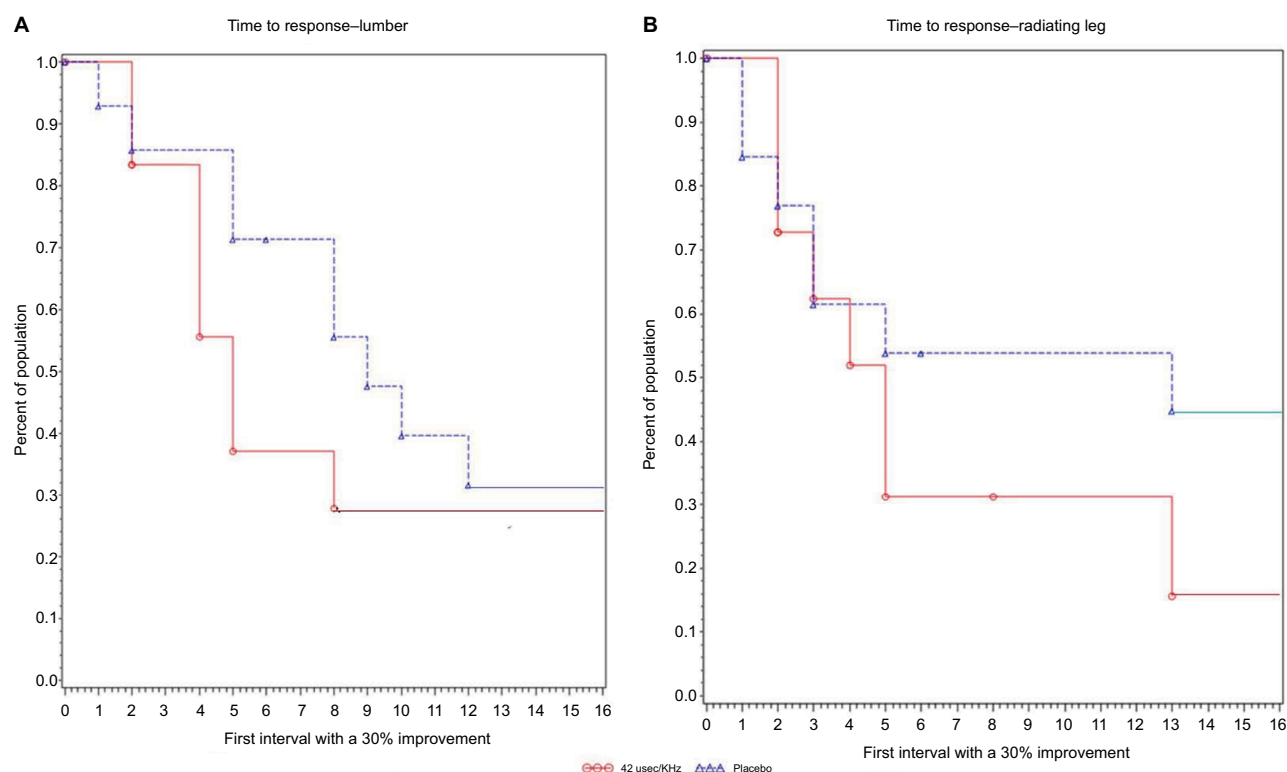 A
Time to response–lumber
Percent of population
1.0
0.9
0.8
0.7
0.6
0.5
0.4
0.3
0.2
0.1
0.0
0 1 2 3 4 5 6 7 8 9 10 11 12 13 14 15 16
First interval with a 30% improvement
B
Time to response–radiating leg
Percent of population
1.0
0.9
0.8
0.7
0.6
0.5
0.4
0.3
0.2
0.1
0.0
0 1 2 3 4 5 6 7 8 9 10 11 12 13 14 15 16
First interval with a 30% improvement
42 usec/KHz Placebo